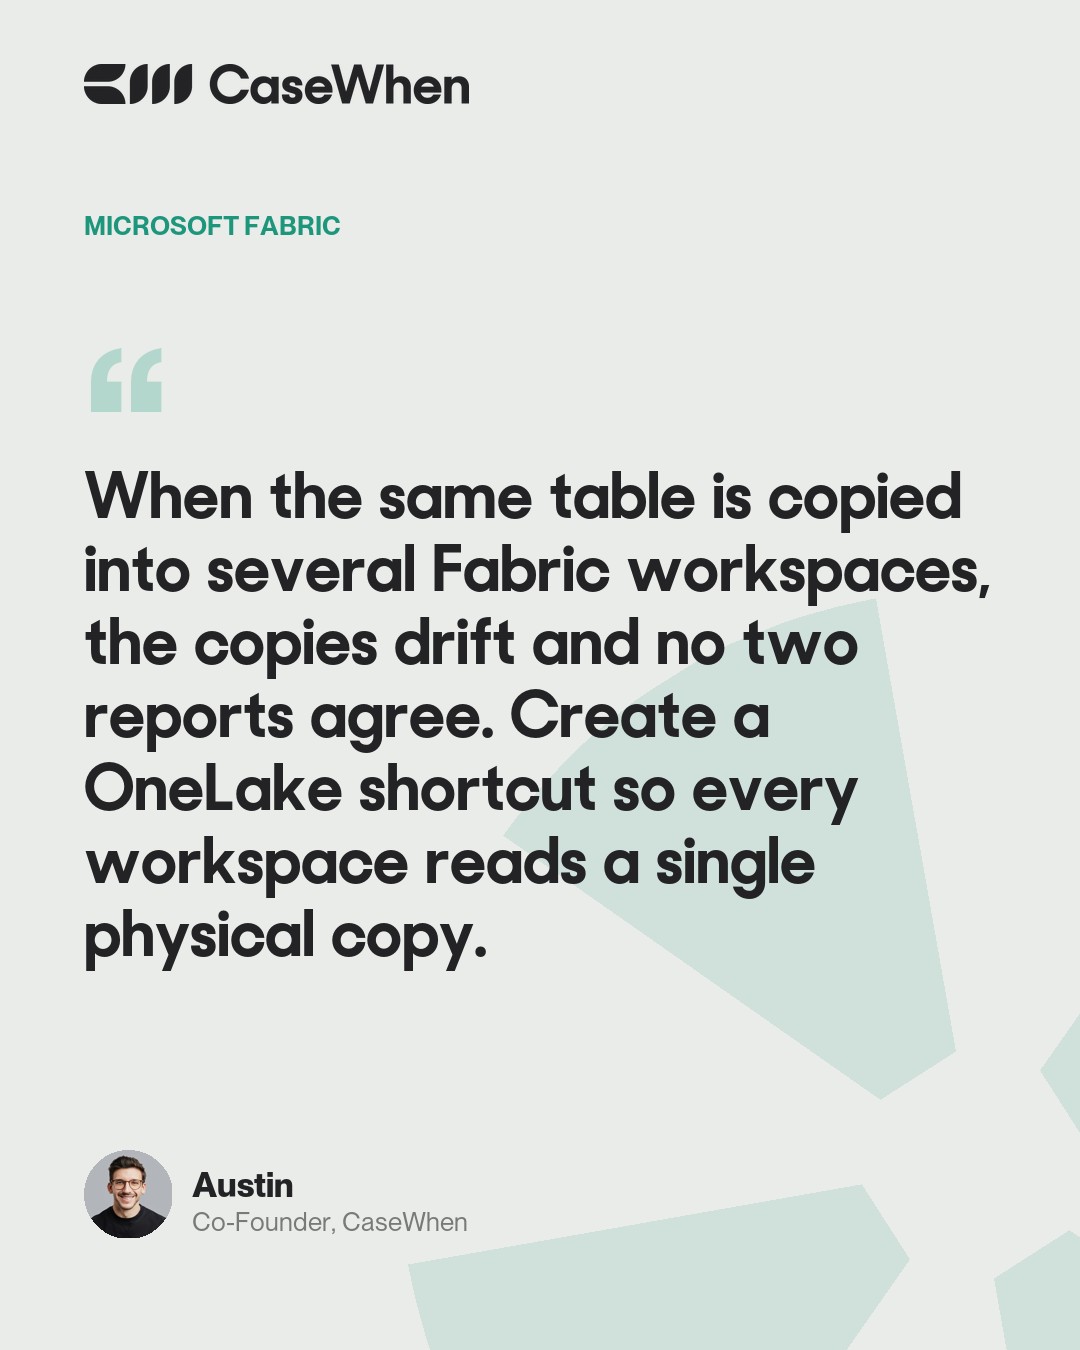 CaseWhen
MICROSOFT FABRIC
“
When the same table is copied
into several Fabric workspaces,
the copies drift and no two
reports agree. Create a
OneLake shortcut so every
workspace reads a single
physical copy.
Austin
Co-Founder, CaseWhen